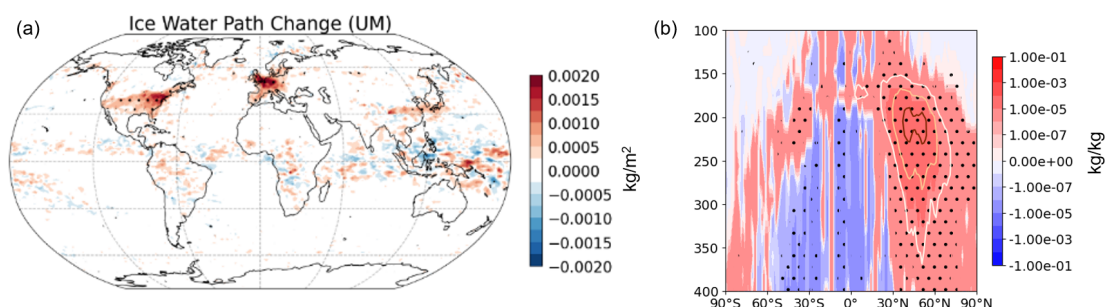 (a)
Ice Water Path Change (UM)
0.0020
0.0015
0.0010
0.0005
0.0000
−0.0005
−0.0010
−0.0015
−0.0020
kg/m²
(b)
100
150
200
250
300
350
400
90°S
60°S
30°S
0°
30°N
60°N
90°N
1.00e-01
1.00e-03
1.00e-05
1.00e-07
0.00e+00
-1.00e-07
-1.00e-05
-1.00e-03
-1.00e-01
kg/kg